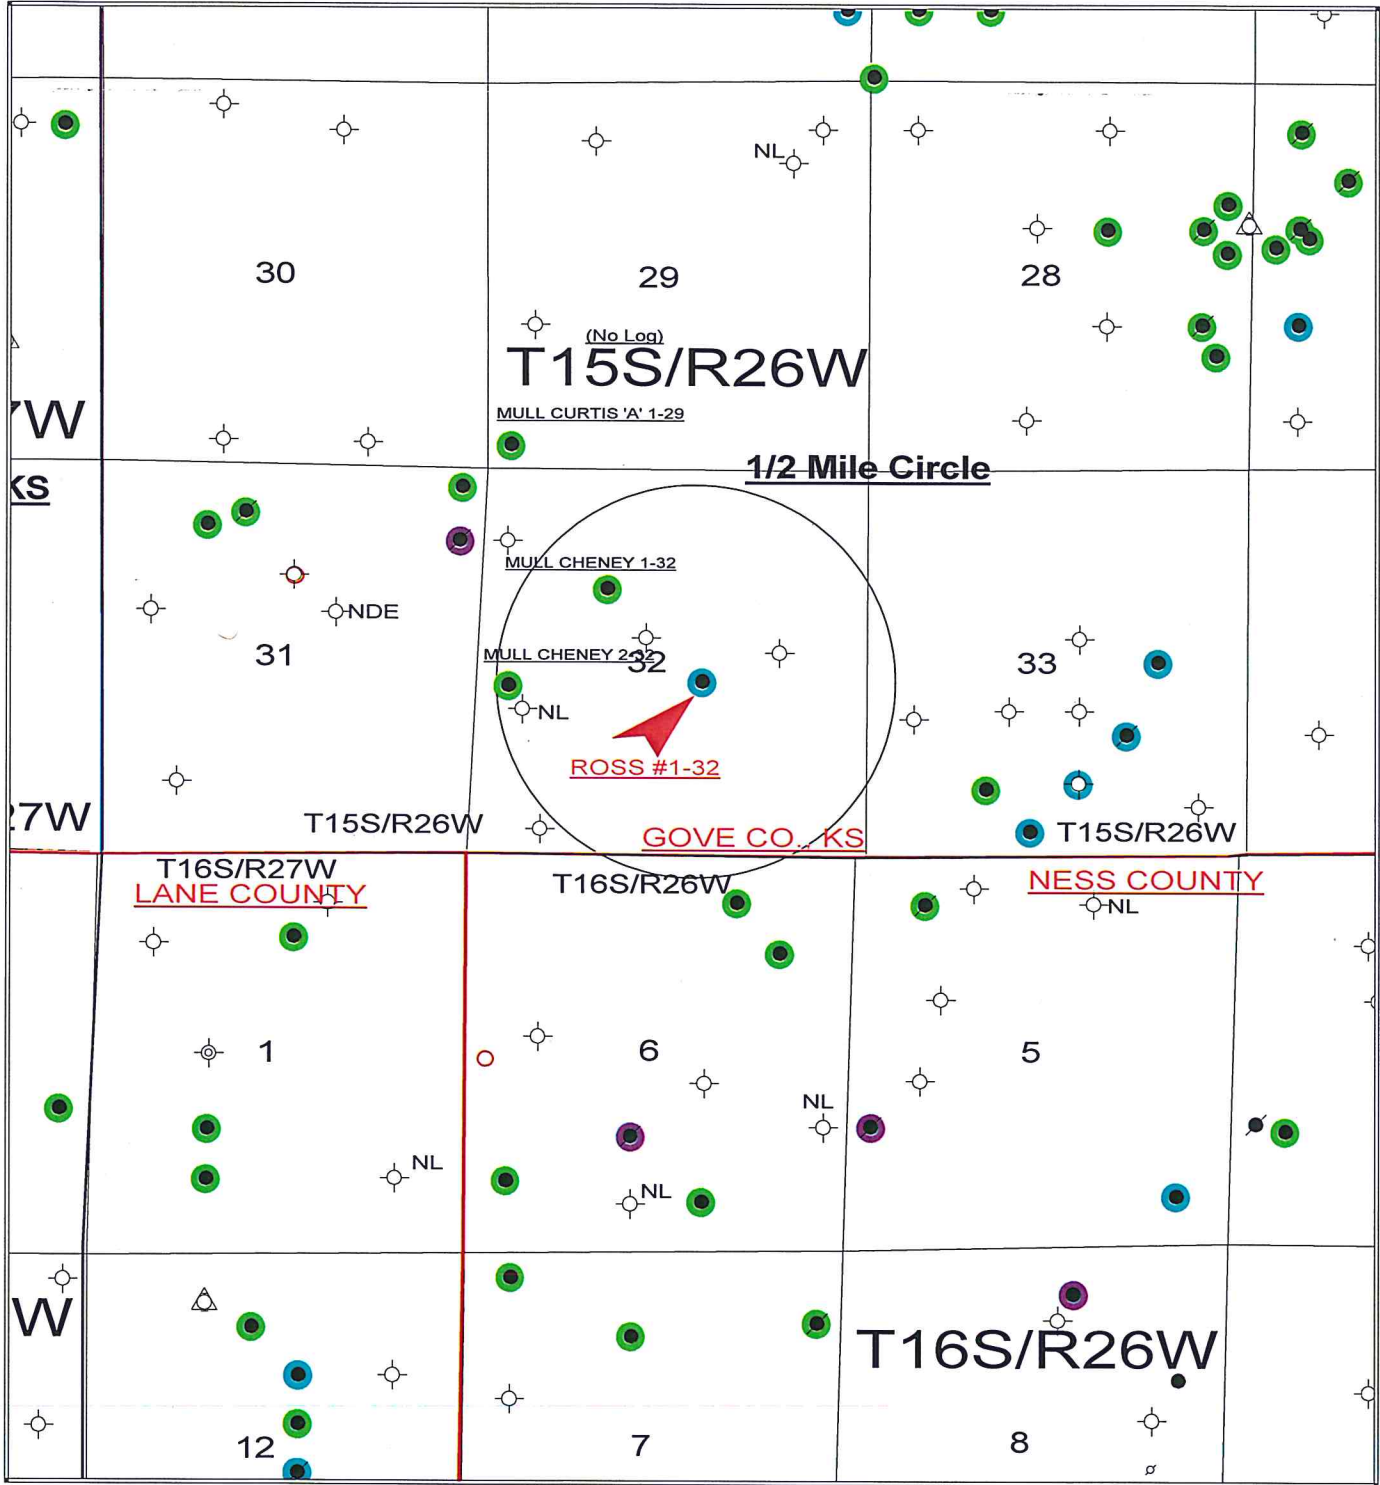 NL
30
29
28
(No Log)
T15S/R26W
7W
MULL CURTIS 'A' 1-29
1/2 Mile Circle
KS
MULL CHENEY 1-32
NDE
31
MULL CHENEY 2-32
32
33
NL
ROSS #1-32
27W
T15S/R26W
GOVE CO., KS
T15S/R26W
T16S/R27W
LANE COUNTY
T16S/R26W
NESS COUNTY
NL
1
6
5
NL
NL
NL
W
T16S/R26W
12
7
8